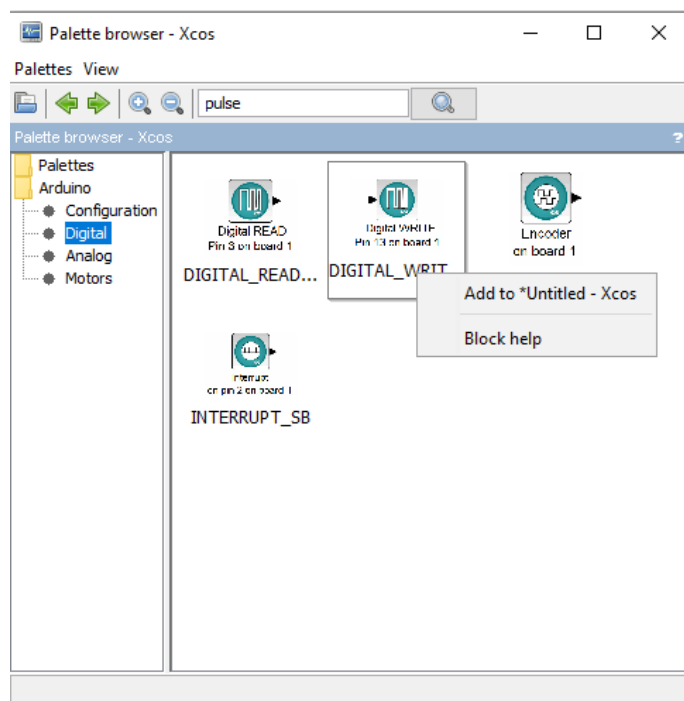 Palette browser - Xcos
Palettes View
pulse
Palette browser - Xcos ?
Palettes
Arduino
Configuration
Digital
Analog
Motors
Digital READ
Pin 3 on board 1
DIGITAL_READ...
Digital WRITE
Pin 13 on board 1
DIGITAL_WRIT
Encoder
on board 1
Add to *Untitled - Xcos
Block help
Interrupt
on pin 2 on board 1
INTERRUPT_SB